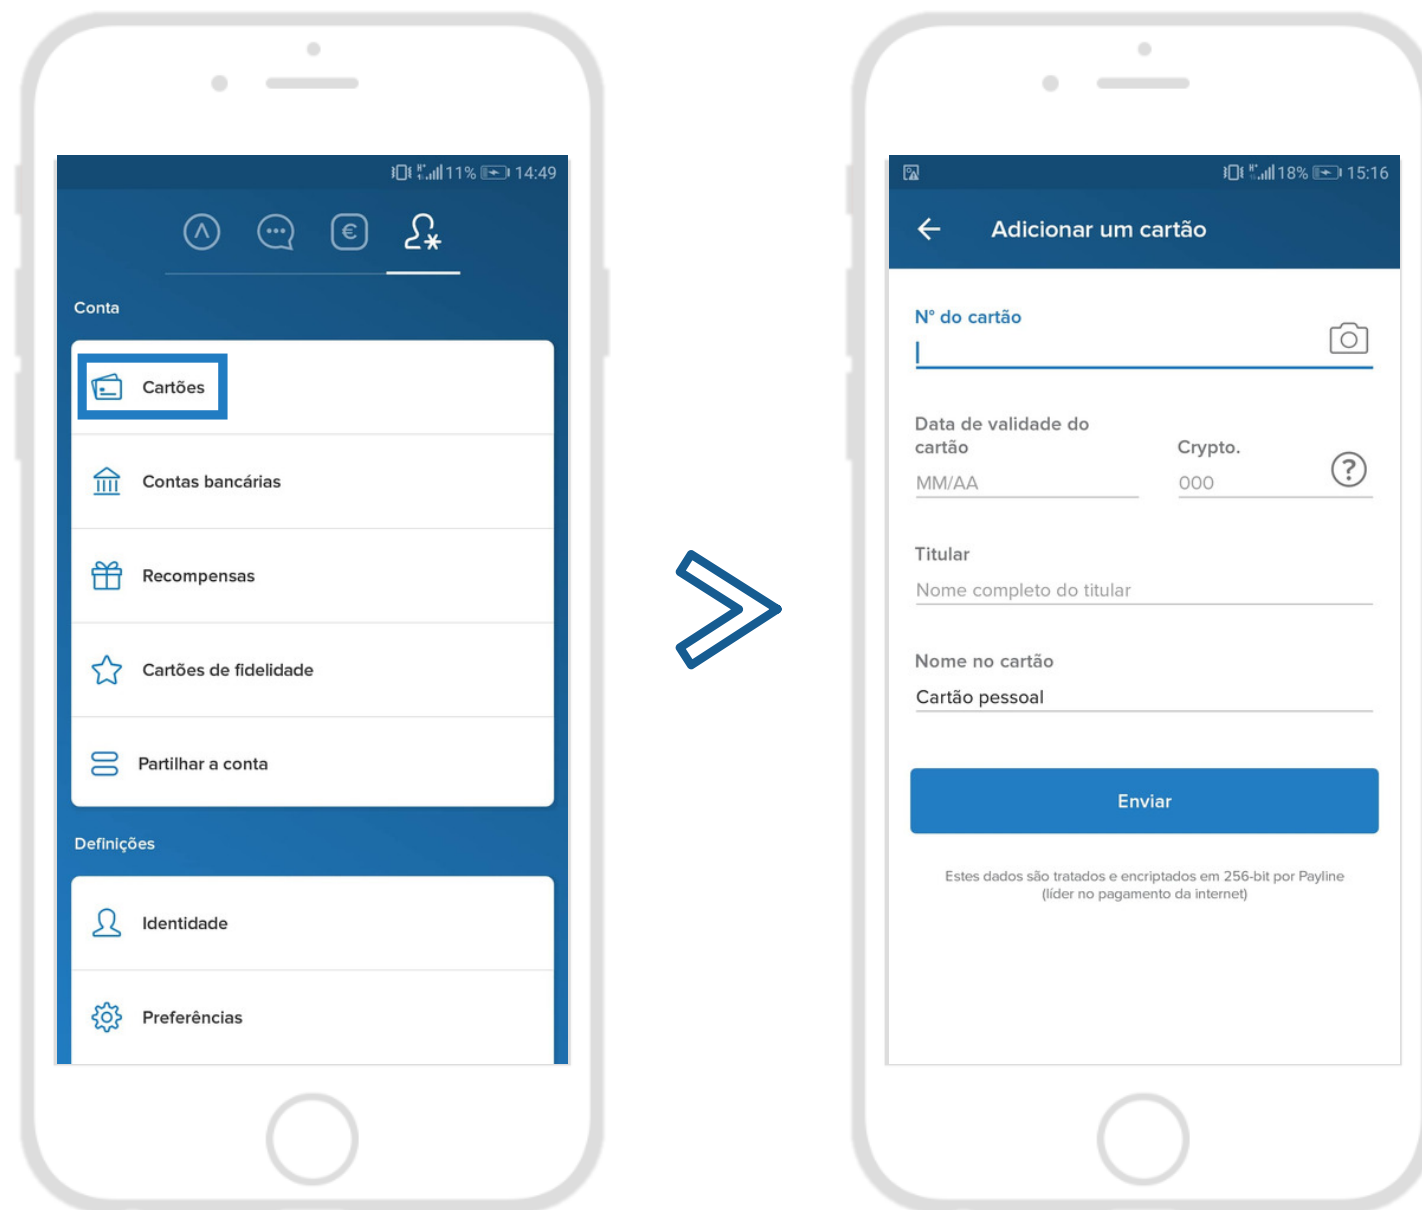 11% 14:49
€
Conta
Cartões
Contas bancárias
Recompensas
Cartões de fidelidade
Partilhar a conta
Definições
Identidade
Preferências
18% 15:16
Adicionar um cartão
N° do cartão
Data de validade do
cartão
Crypto.
MM/AA
000
?
Titular
Nome completo do titular
Nome no cartão
Cartão pessoal
Enviar
Estes dados são tratados e encriptados em 256-bit por Payline
(líder no pagamento da internet)